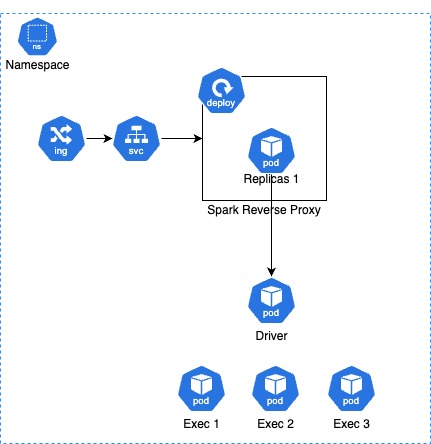 ns
Namespace
deploy
ing
svc
pod
Replicas 1
Spark Reverse Proxy
pod
Driver
pod
pod
pod
Exec 1
Exec 2
Exec 3